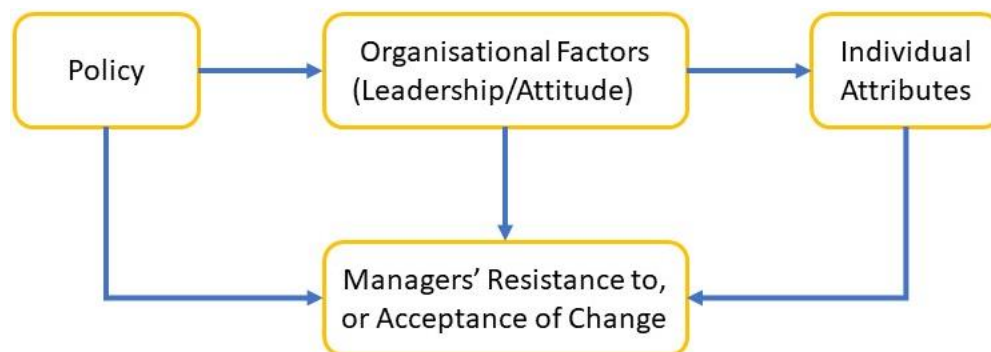 Policy
Organisational Factors
(Leadership/Attitude)
Individual
Attributes
Managers’ Resistance to,
or Acceptance of Change